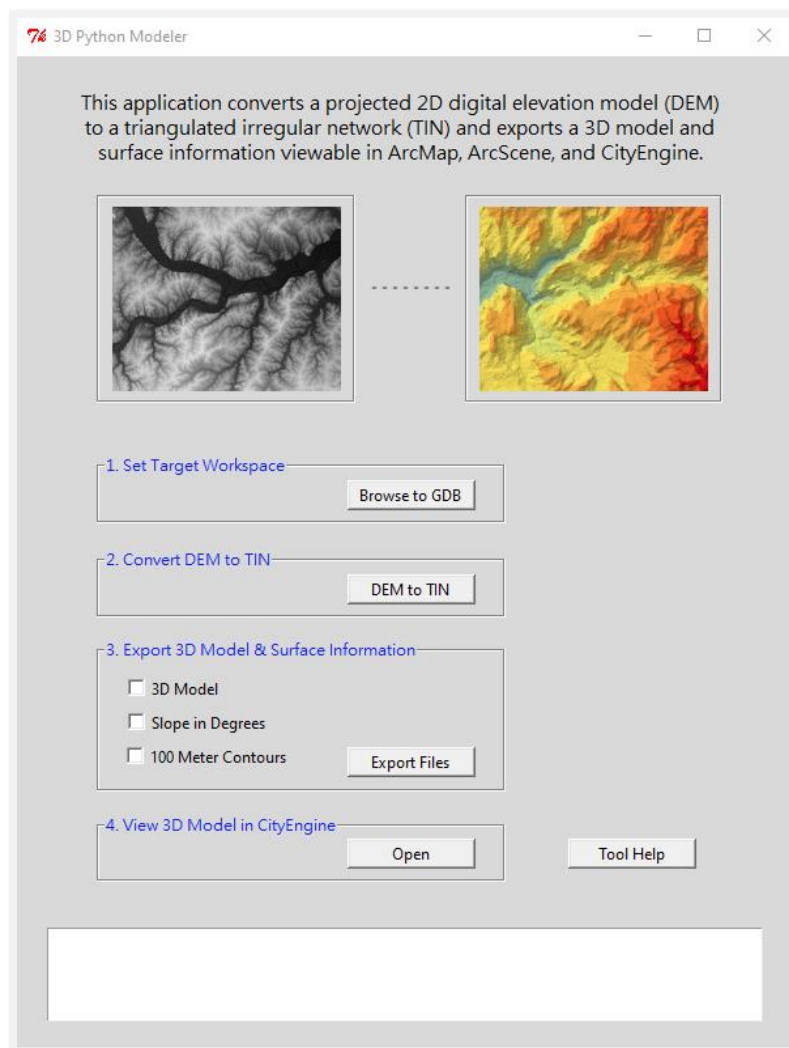 3D Python Modeler
This application converts a projected 2D digital elevation model (DEM)
to a triangulated irregular network (TIN) and exports a 3D model and
surface information viewable in ArcMap, ArcScene, and CityEngine.
1. Set Target Workspace
Browse to GDB
2. Convert DEM to TIN
DEM to TIN
3. Export 3D Model & Surface Information
3D Model
Slope in Degrees
100 Meter Contours
Export Files
4. View 3D Model in CityEngine
Open
Tool Help